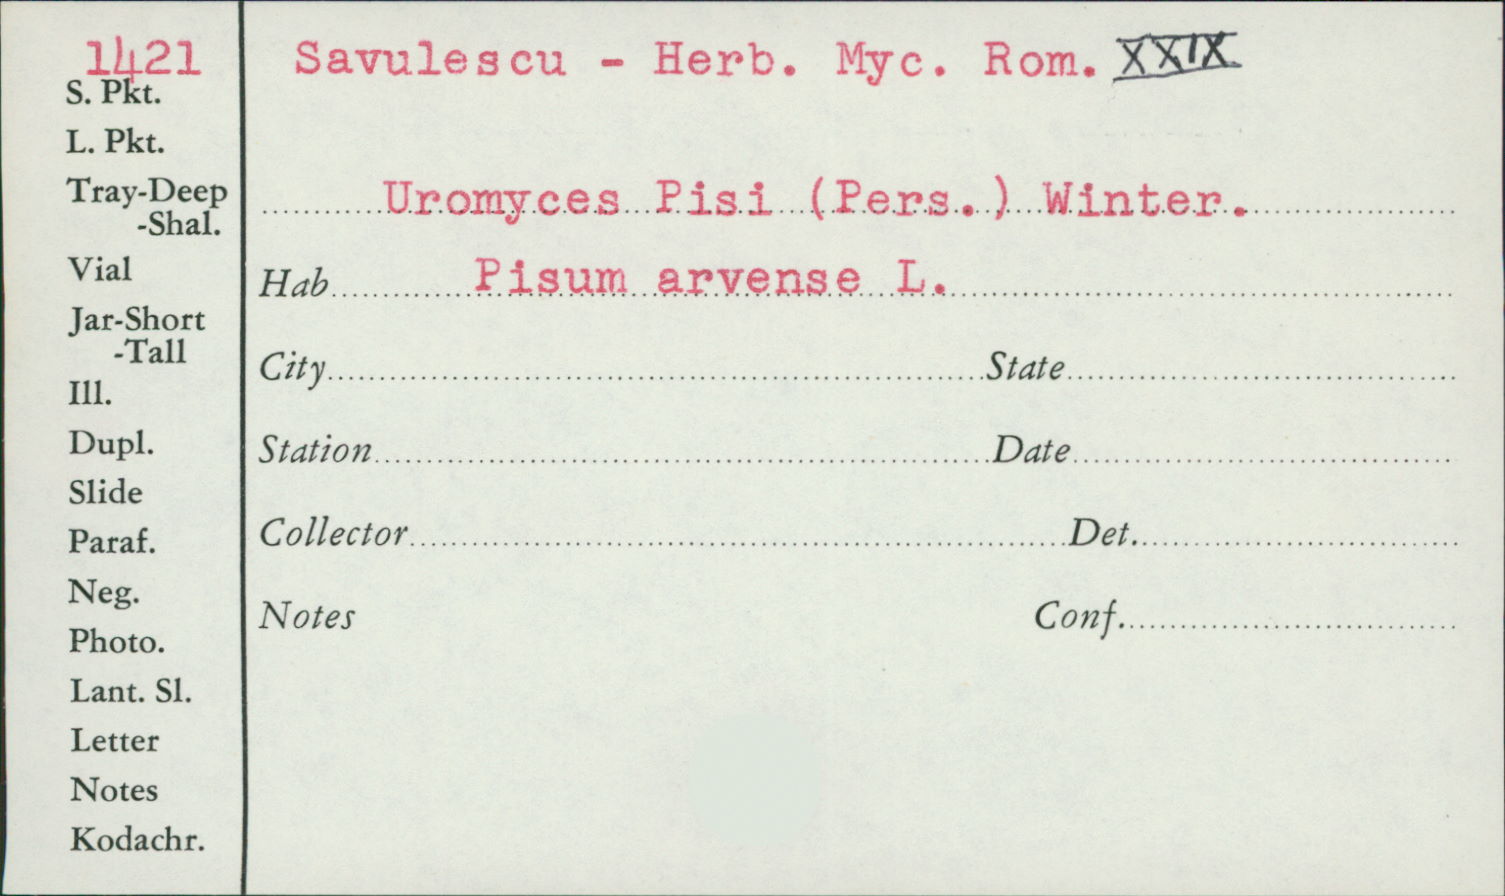 1421
S. Pkt.
L. Pkt.
Tray-Deep
-Shal.
Vial
Jar-Short
-Tall
Ill.
Dupl.
Slide
Paraf.
Neg.
Photo.
Lant. Sl.
Letter
Notes
Kodachr.
Savulescu - Herb. Myc. Rom. XXIX
Uromyces Pisi (Pers.) Winter.
Hab Pisum arvense L.
City State
Station Date
Collector Det.
Notes Conf.